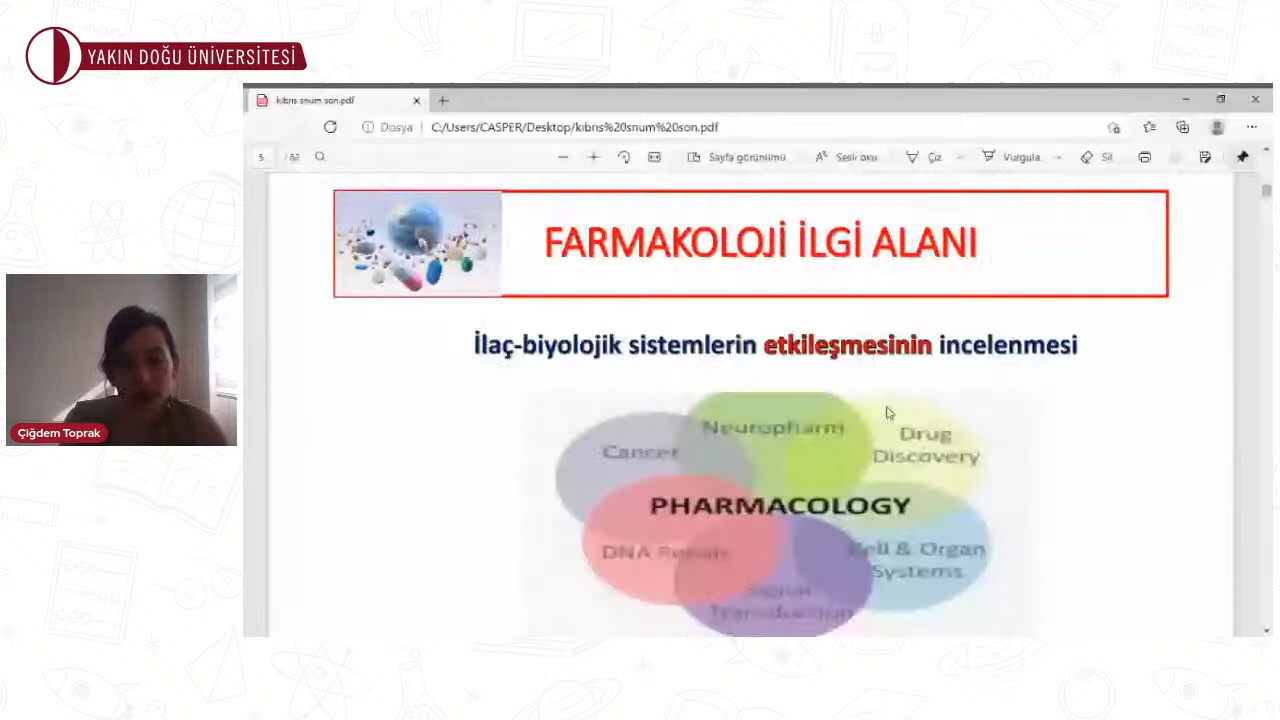 YAKIN DOĞU ÜNİVERSİTESİ
kıbrıs snum son.pdf
Dosya
C:/Users/CASPER/Desktop/kıbrıs%20snum%20son.pdf
5 / 62
Sayfa görünümü
Sesli oku
Çiz
Vurgula
Sil
FARMAKOLOJİ İLGİ ALANI
İlaç-biyolojik sistemlerin etkileşmesinin incelenmesi
Neuropharm
Cancer
Drug
Discovery
PHARMACOLOGY
DNA Repair
Cell & Organ
Systems
Signal
Transduction
Çiğdem Toprak